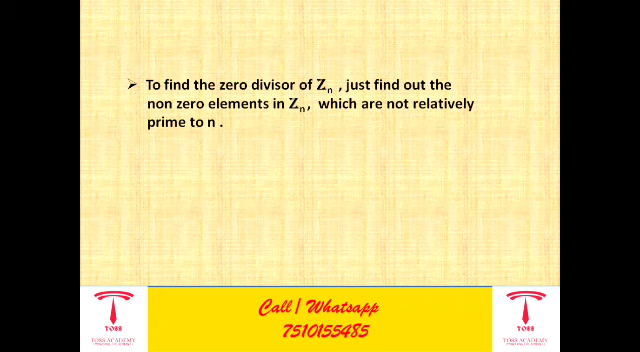 ➢ To find the zero divisor of Zn , just find out the
non zero elements in Zn, which are not relatively
prime to n .
Call / Whatsapp
7510155485
TOSS
TOSS ACADEMY
TOSS
TOSS ACADEMY